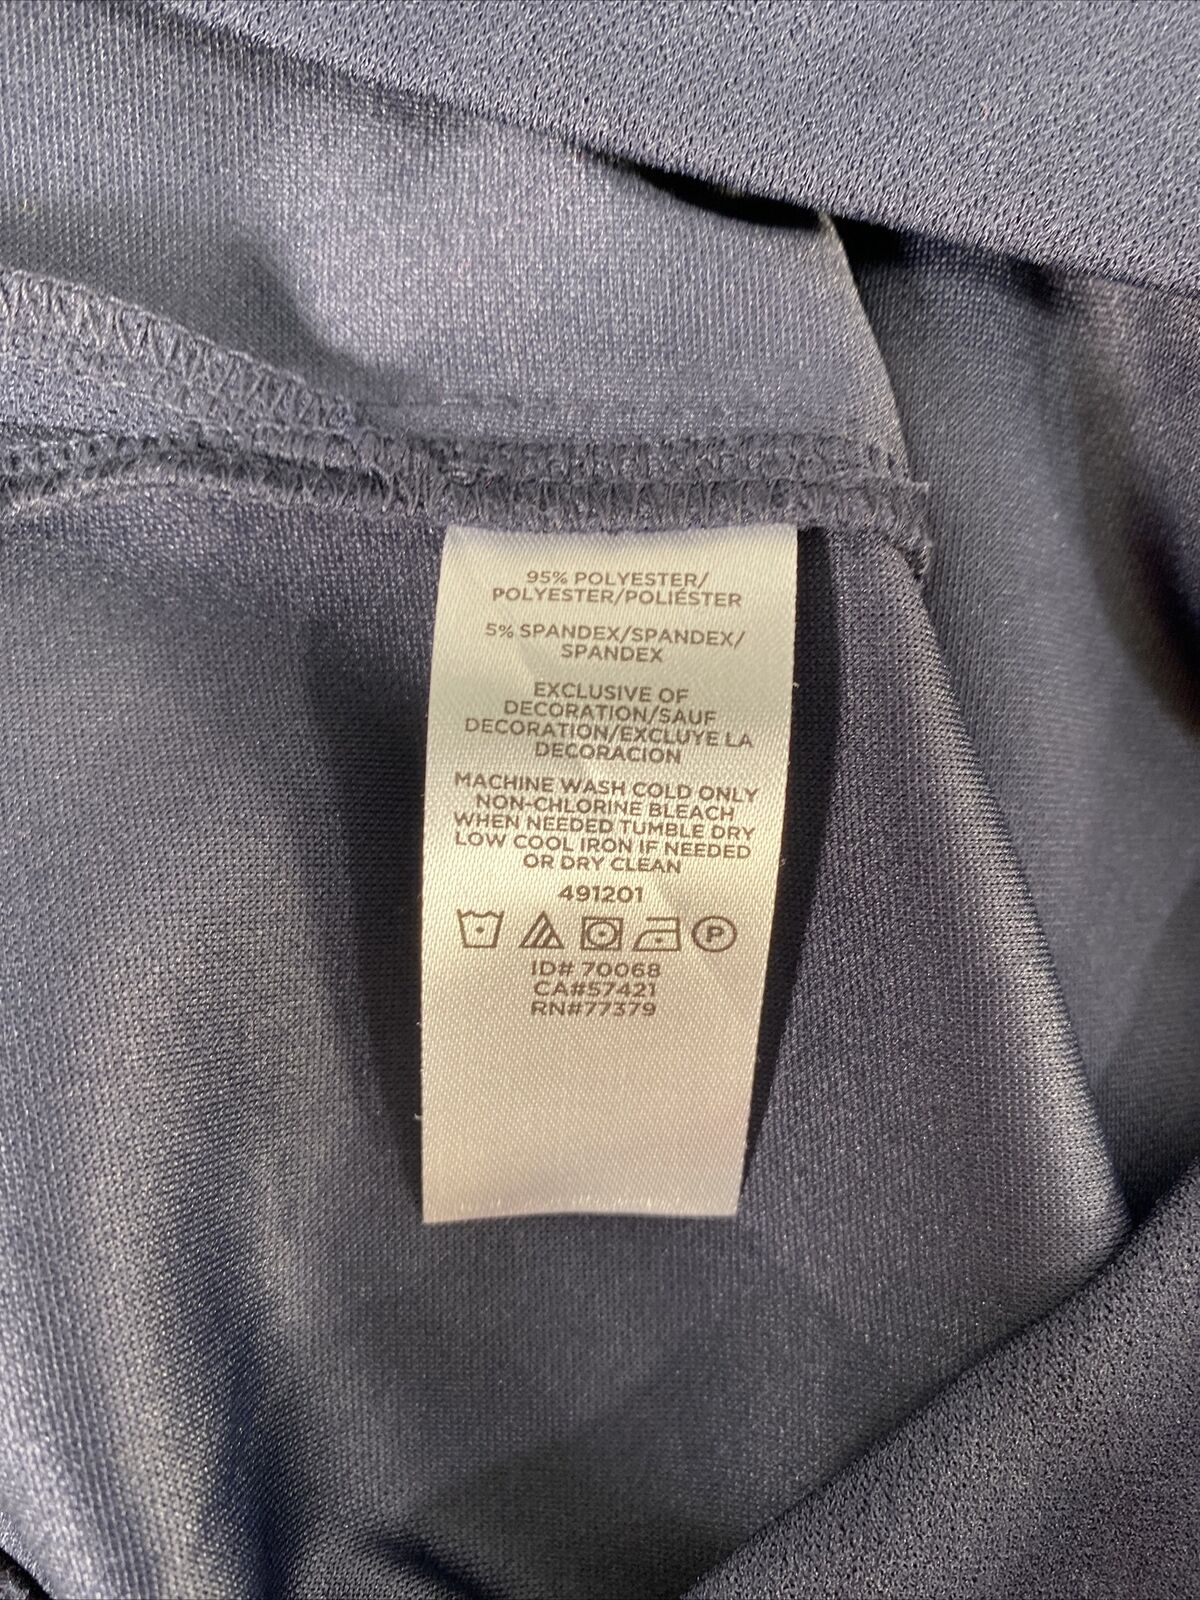 95% POLYESTER/
POLYESTER/POLIÉSTER
5% SPANDEX/SPANDEX/
SPANDEX
EXCLUSIVE OF
DECORATION/SAUF
DECORATION/EXCLUYE LA
DECORACION
MACHINE WASH COLD ONLY
NON-CHLORINE BLEACH
WHEN NEEDED TUMBLE DRY
LOW COOL IRON IF NEEDED
OR DRY CLEAN
491201
P
ID# 70068
CA#57421
RN#77379